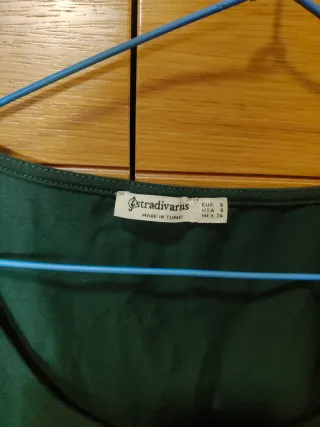 stradivarius
MADE IN TURKEY
EUR S
USA S
MEX 26